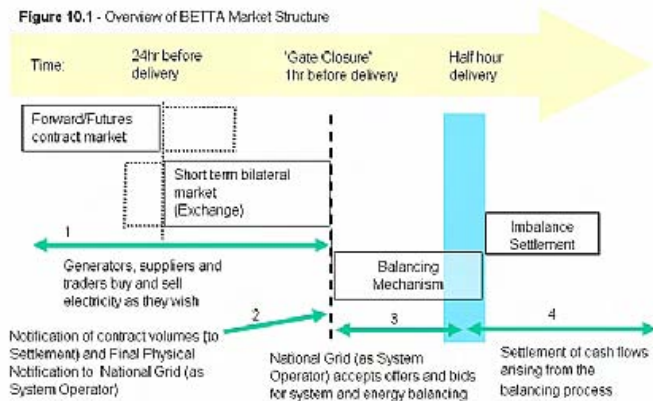 Figure 10.1 - Overview of BETTA Market Structure
Time:
24hr before
delivery
'Gate Closure'
1hr before delivery
Half hour
delivery
Forward/Futures
contract market
Short term bilateral
market
(Exchange)
Imbalance
Settlement
1
Generators, suppliers and
traders buy and sell
electricity as they wish
Balancing
Mechanism
2
3
4
Notification of contract volumes (to
Settlement) and Final Physical
Notification to National Grid (as
System Operator)
National Grid (as System
Operator) accepts offers and bids
for system and energy balancing
Settlement of cash flows
arising from the
balancing process